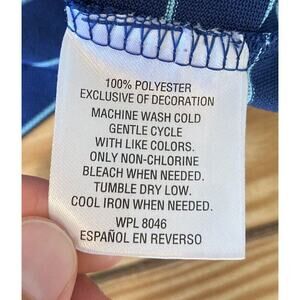 100% POLYESTER
EXCLUSIVE OF DECORATION
MACHINE WASH COLD
GENTLE CYCLE
WITH LIKE COLORS.
ONLY NON-CHLORINE
BLEACH WHEN NEEDED.
TUMBLE DRY LOW.
COOL IRON WHEN NEEDED.
WPL 8046
ESPAÑOL EN REVERSO